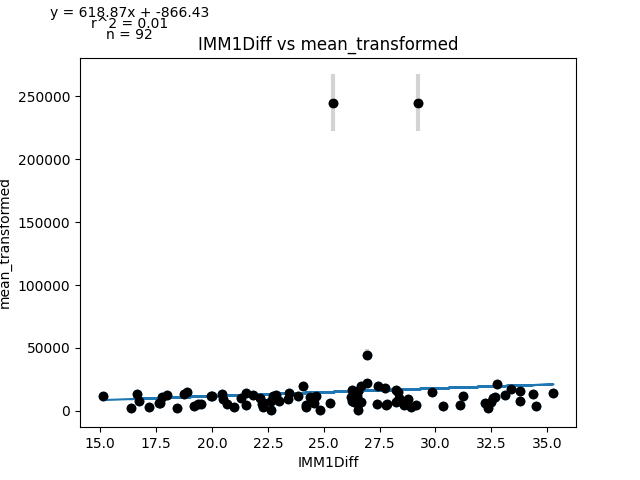 y = 618.87x + -866.43
r^2 = 0.01
n = 92
IMM1Diff vs mean_transformed
mean_transformed
250000
200000
150000
100000
50000
0
15.0 17.5 20.0 22.5 25.0 27.5 30.0 32.5 35.0
IMM1Diff